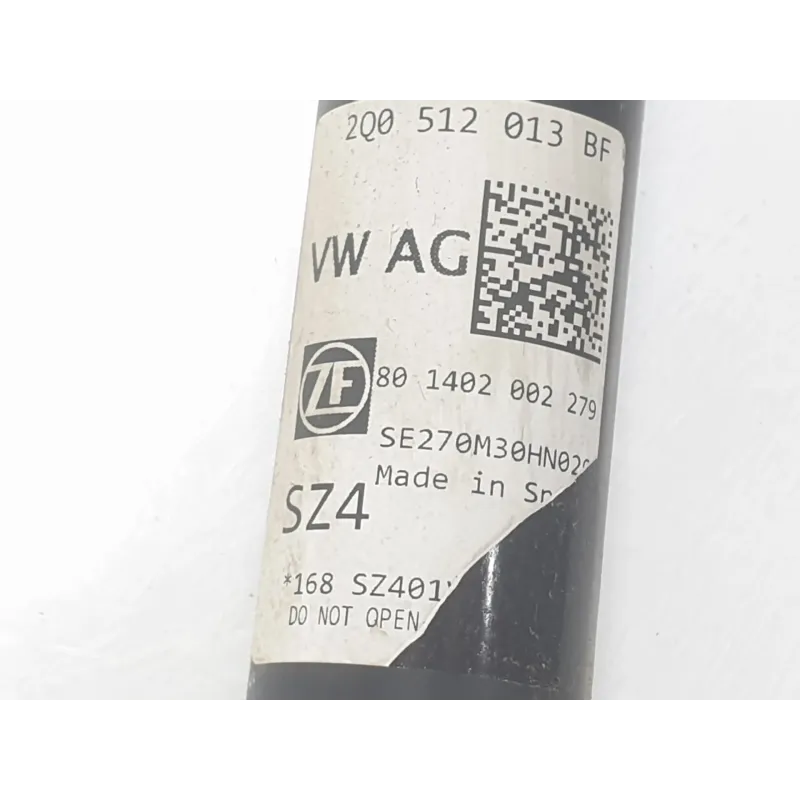 2Q0 512 013 BF
VW AG
ZF
80 1402 002 279
SE270M30HN02
Made in
SZ4
*168 SZ401
DO NOT OPEN